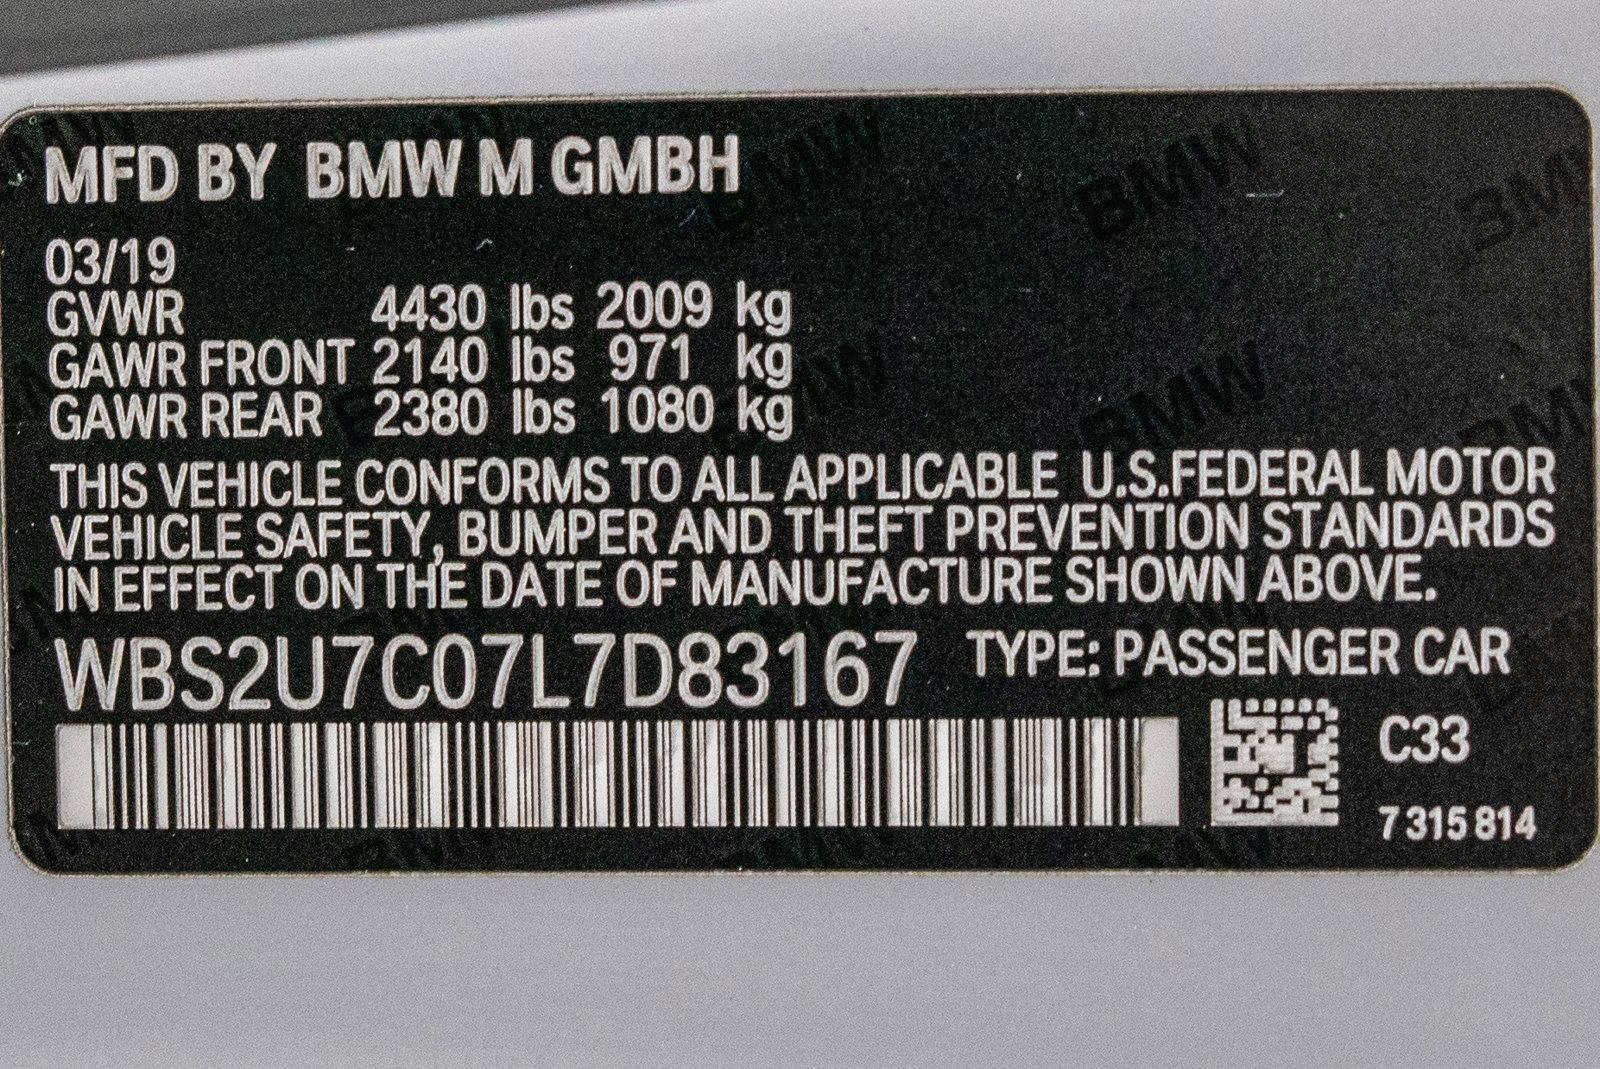 MFD BY BMW M GMBH
03/19
GVWR 4430 lbs 2009 kg
GAWR FRONT 2140 lbs 971 kg
GAWR REAR 2380 lbs 1080 kg
THIS VEHICLE CONFORMS TO ALL APPLICABLE U.S.FEDERAL MOTOR
VEHICLE SAFETY, BUMPER AND THEFT PREVENTION STANDARDS
IN EFFECT ON THE DATE OF MANUFACTURE SHOWN ABOVE.
WBS2U7C07L7D83167 TYPE: PASSENGER CAR
C33
7 315 814